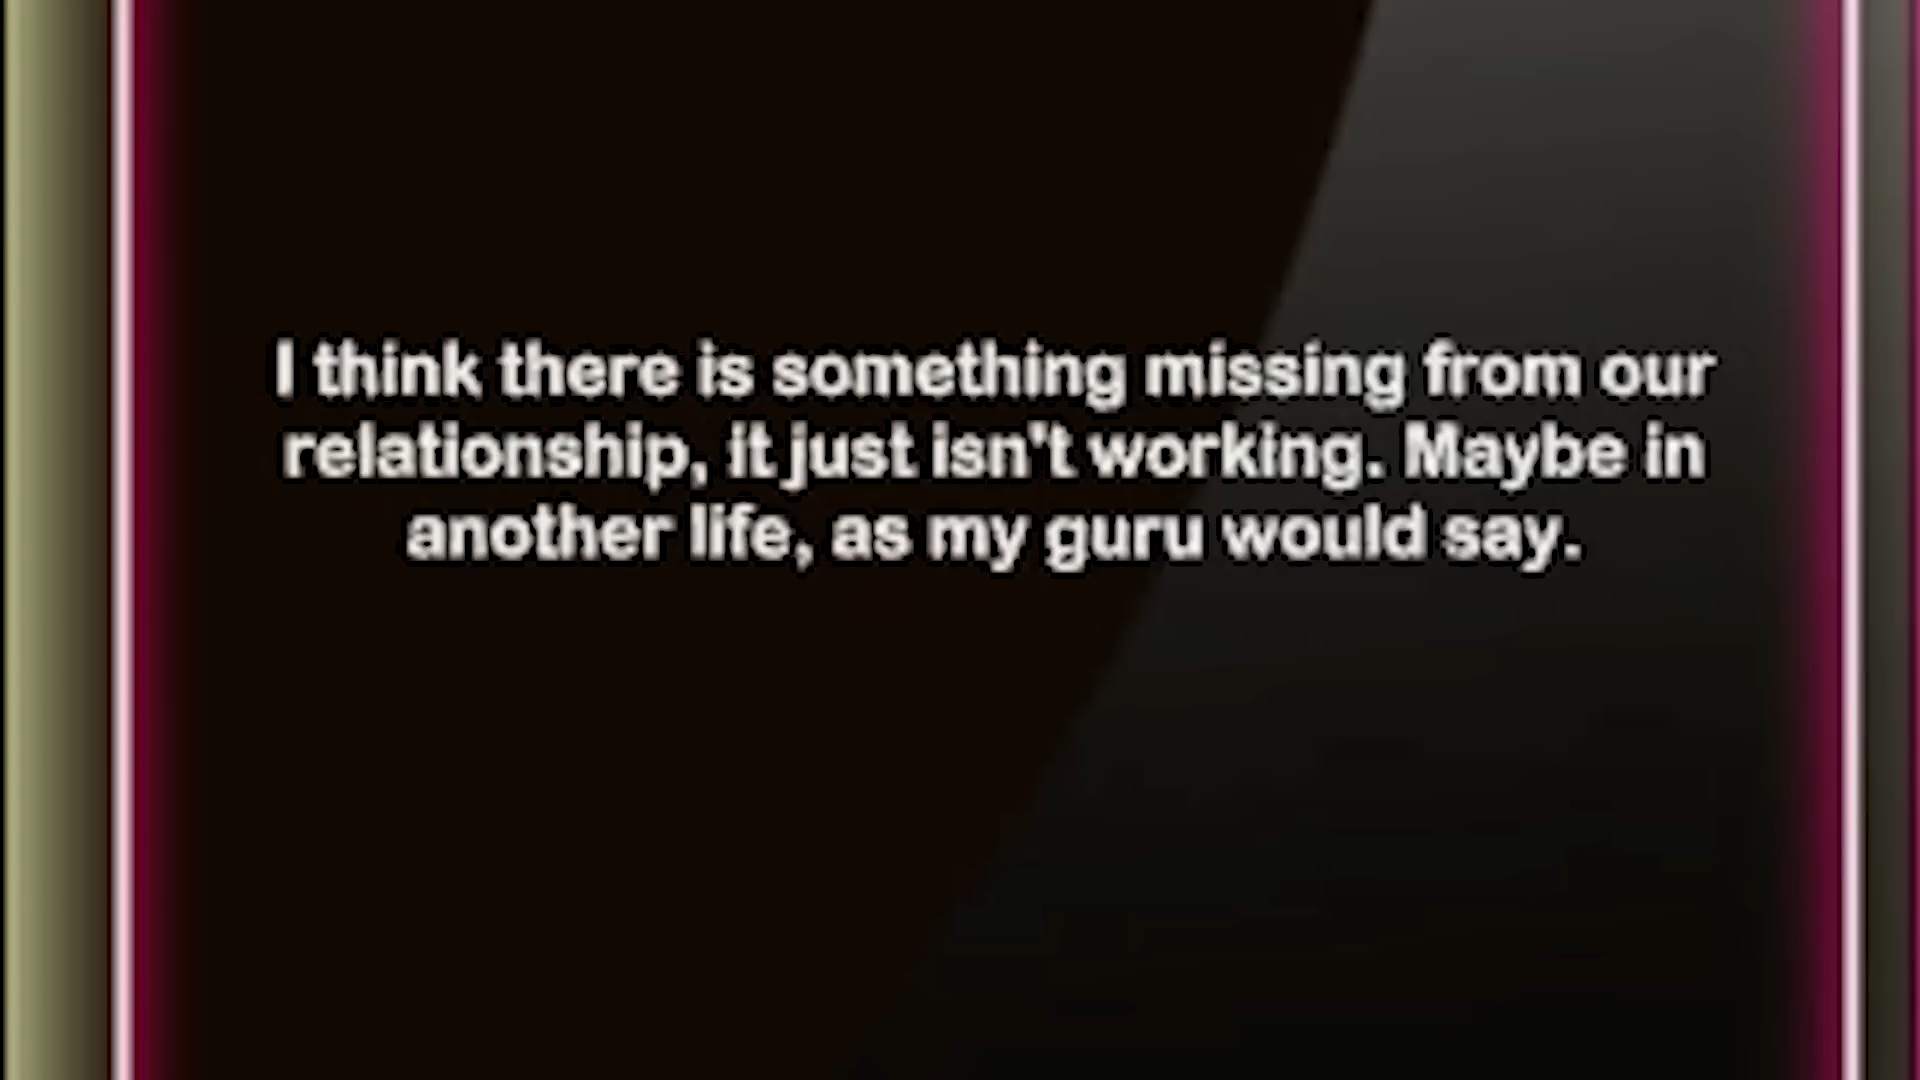 I think there is something missing from our
relationship, it just isn't working. Maybe in
another life, as my guru would say.